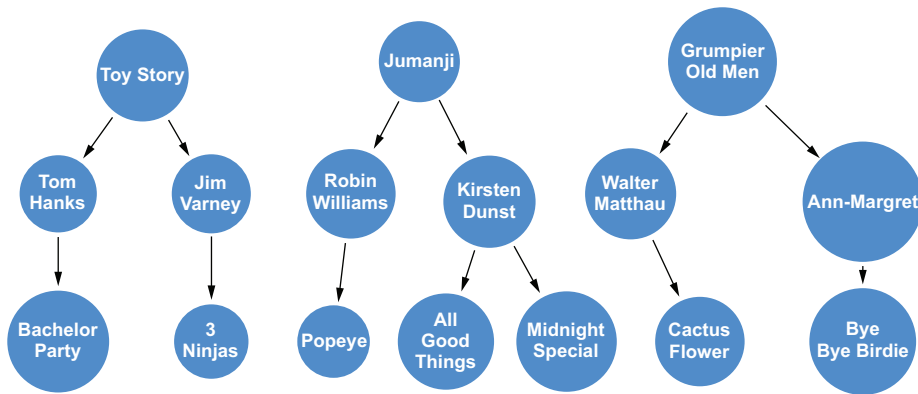 Toy Story
Jumanji
Grumpier
Old Men
Tom
Hanks
Jim
Varney
Robin
Williams
Kirsten
Dunst
Walter
Matthau
Ann-Margret
Bachelor
Party
3
Ninjas
Popeye
All
Good
Things
Midnight
Special
Cactus
Flower
Bye
Bye Birdie